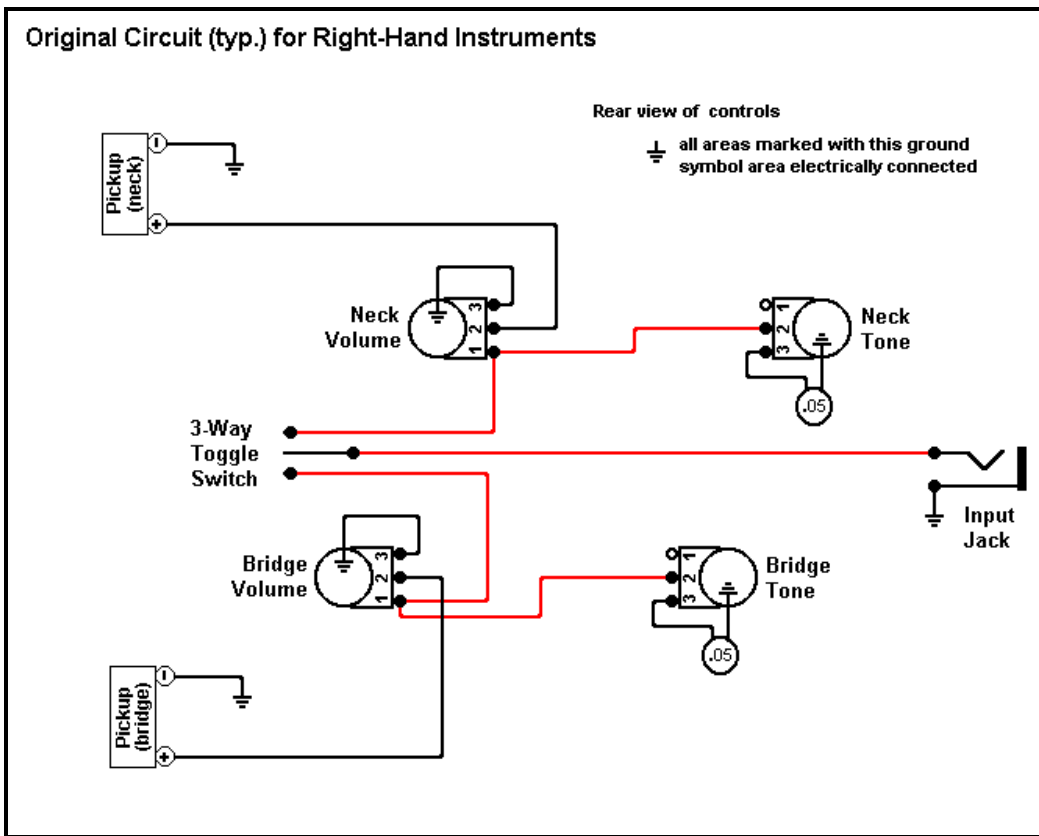 Original Circuit (typ.) for Right-Hand Instruments
Rear view of controls
all areas marked with this ground
symbol area electrically connected
-
Pickup
(neck)
+
Neck
Volume
3
2
1
1
2
3
Neck
Tone
.05
3-Way
Toggle
Switch
Input
Jack
Bridge
Volume
3
2
1
1
2
3
Bridge
Tone
.05
-
Pickup
(bridge)
+